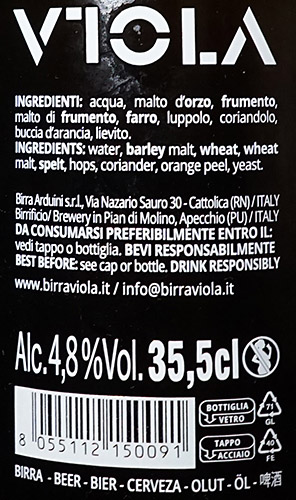 VIOLA
INGREDIENTI: acqua, malto d'orzo, frumento,
malto di frumento, farro, luppolo, coriandolo,
buccia d'arancia, lievito.
INGREDIENTS: water, barley malt, wheat, wheat
malt, spelt, hops, coriander, orange peel, yeast.
Birra Arduini s.r.l., Via Nazario Sauro 30 - Cattolica (RN) / ITALY
Birrificio/ Brewery in Pian di Molino, Apecchio (PU) / ITALY
DA CONSUMARSI PREFERIBILMENTE ENTRO IL:
vedi tappo o bottiglia. BEVI RESPONSABILMENTE
BEST BEFORE: see cap or bottle. DRINK RESPONSIBLY
www.birraviola.it / info@birraviola.it
Alc.4,8%Vol. 35,5cl
BOTTIGLIA
VETRO
71
GL
TAPPO
ACCIAIO
40
FE
8 055112 150091
BIRRA - BEER - BIER - CERVEZA - OLUT - ÖL - 啤酒